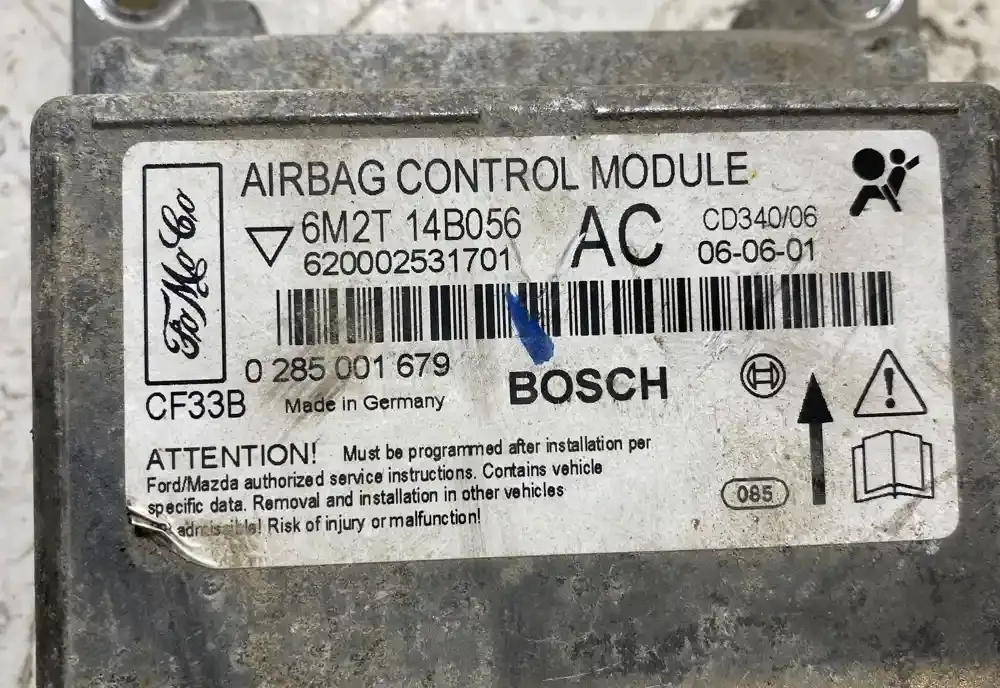 AIRBAG CONTROL MODULE
FoMoCo
6M2T 14B056 AC CD340/06
620002531701 06-06-01
0 285 001 679
CF33B Made in Germany BOSCH
ATTENTION! Must be programmed after installation per
Ford/Mazda authorized service instructions. Contains vehicle
specific data. Removal and installation in other vehicles
Risk of injury or malfunction!
085